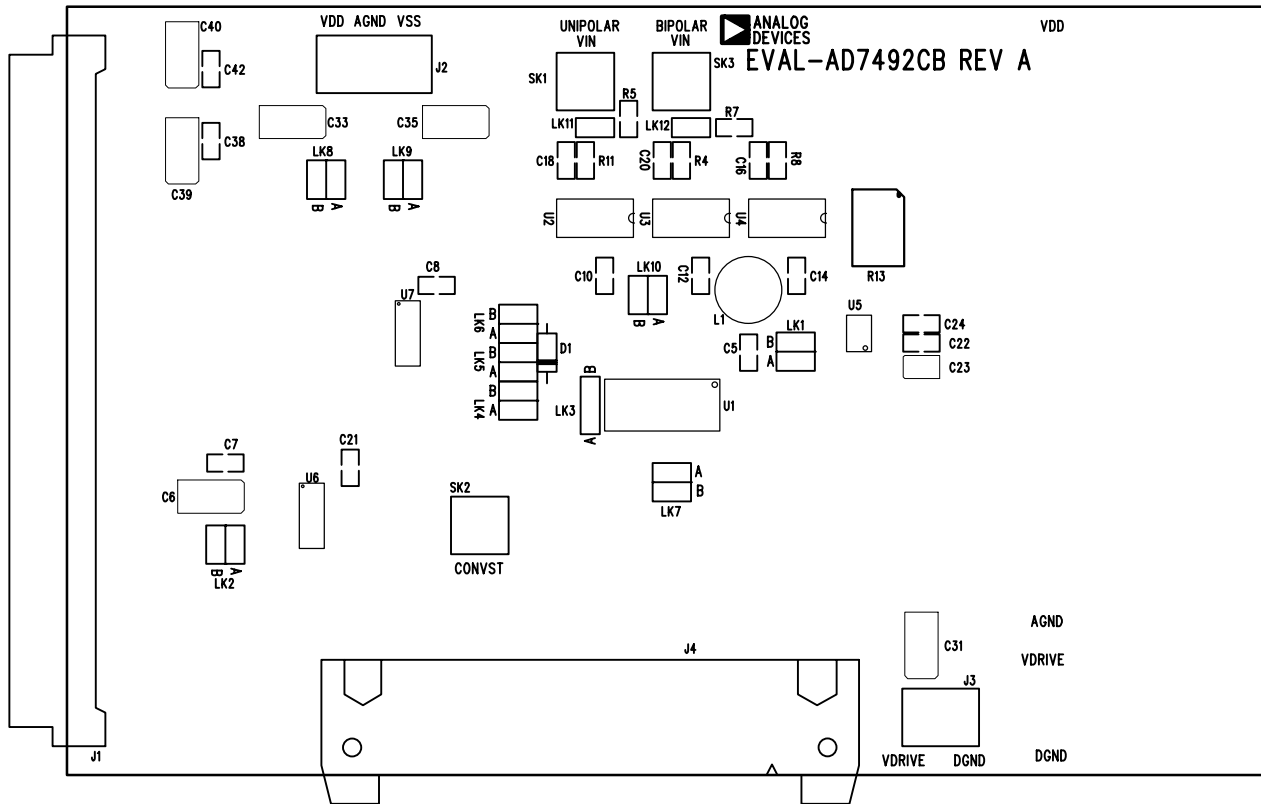 C40
VDD AGND VSS
UNIPOLAR
VIN
BIPOLAR
VIN
ANALOG
DEVICES
VDD
EVAL-AD7492CB REV A
C42
J2
SK1
SK3
R5
R7
C38
C33
C35
LK11
LK12
C39
LK8
LK9
C18
R11
C20
R4
C16
R8
B
A
B
A
U2
U3
U4
R13
C8
C10
LK10
C12
C14
U7
B
A
L1
U5
LK6
B
A
LK5
B
A
LK4
B
A
D1
C5
LK1
B
A
C24
C22
C23
LK3
B
A
U1
C7
C21
C6
U6
SK2
A
B
LK7
B
A
LK2
CONVST
AGND
C31
VDRIVE
J4
J3
J1
VDRIVE
DGND
DGND